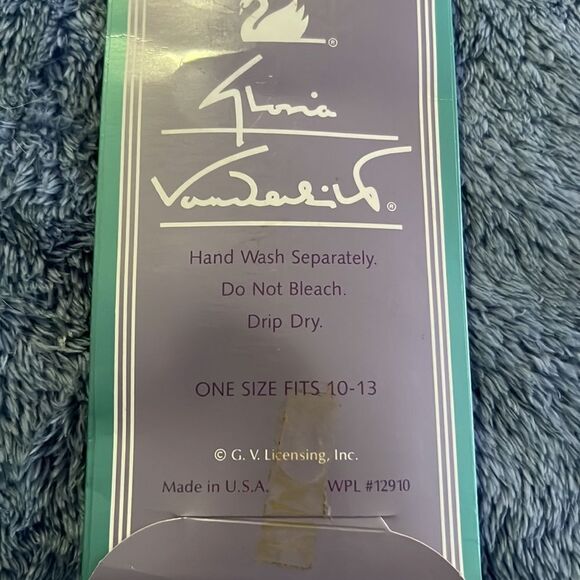 ®
Gloria
Vanderbilt®
Hand Wash Separately.
Do Not Bleach.
Drip Dry.
ONE SIZE FITS 10-13
© G. V. Licensing, Inc.
Made in U.S.A. WPL #12910